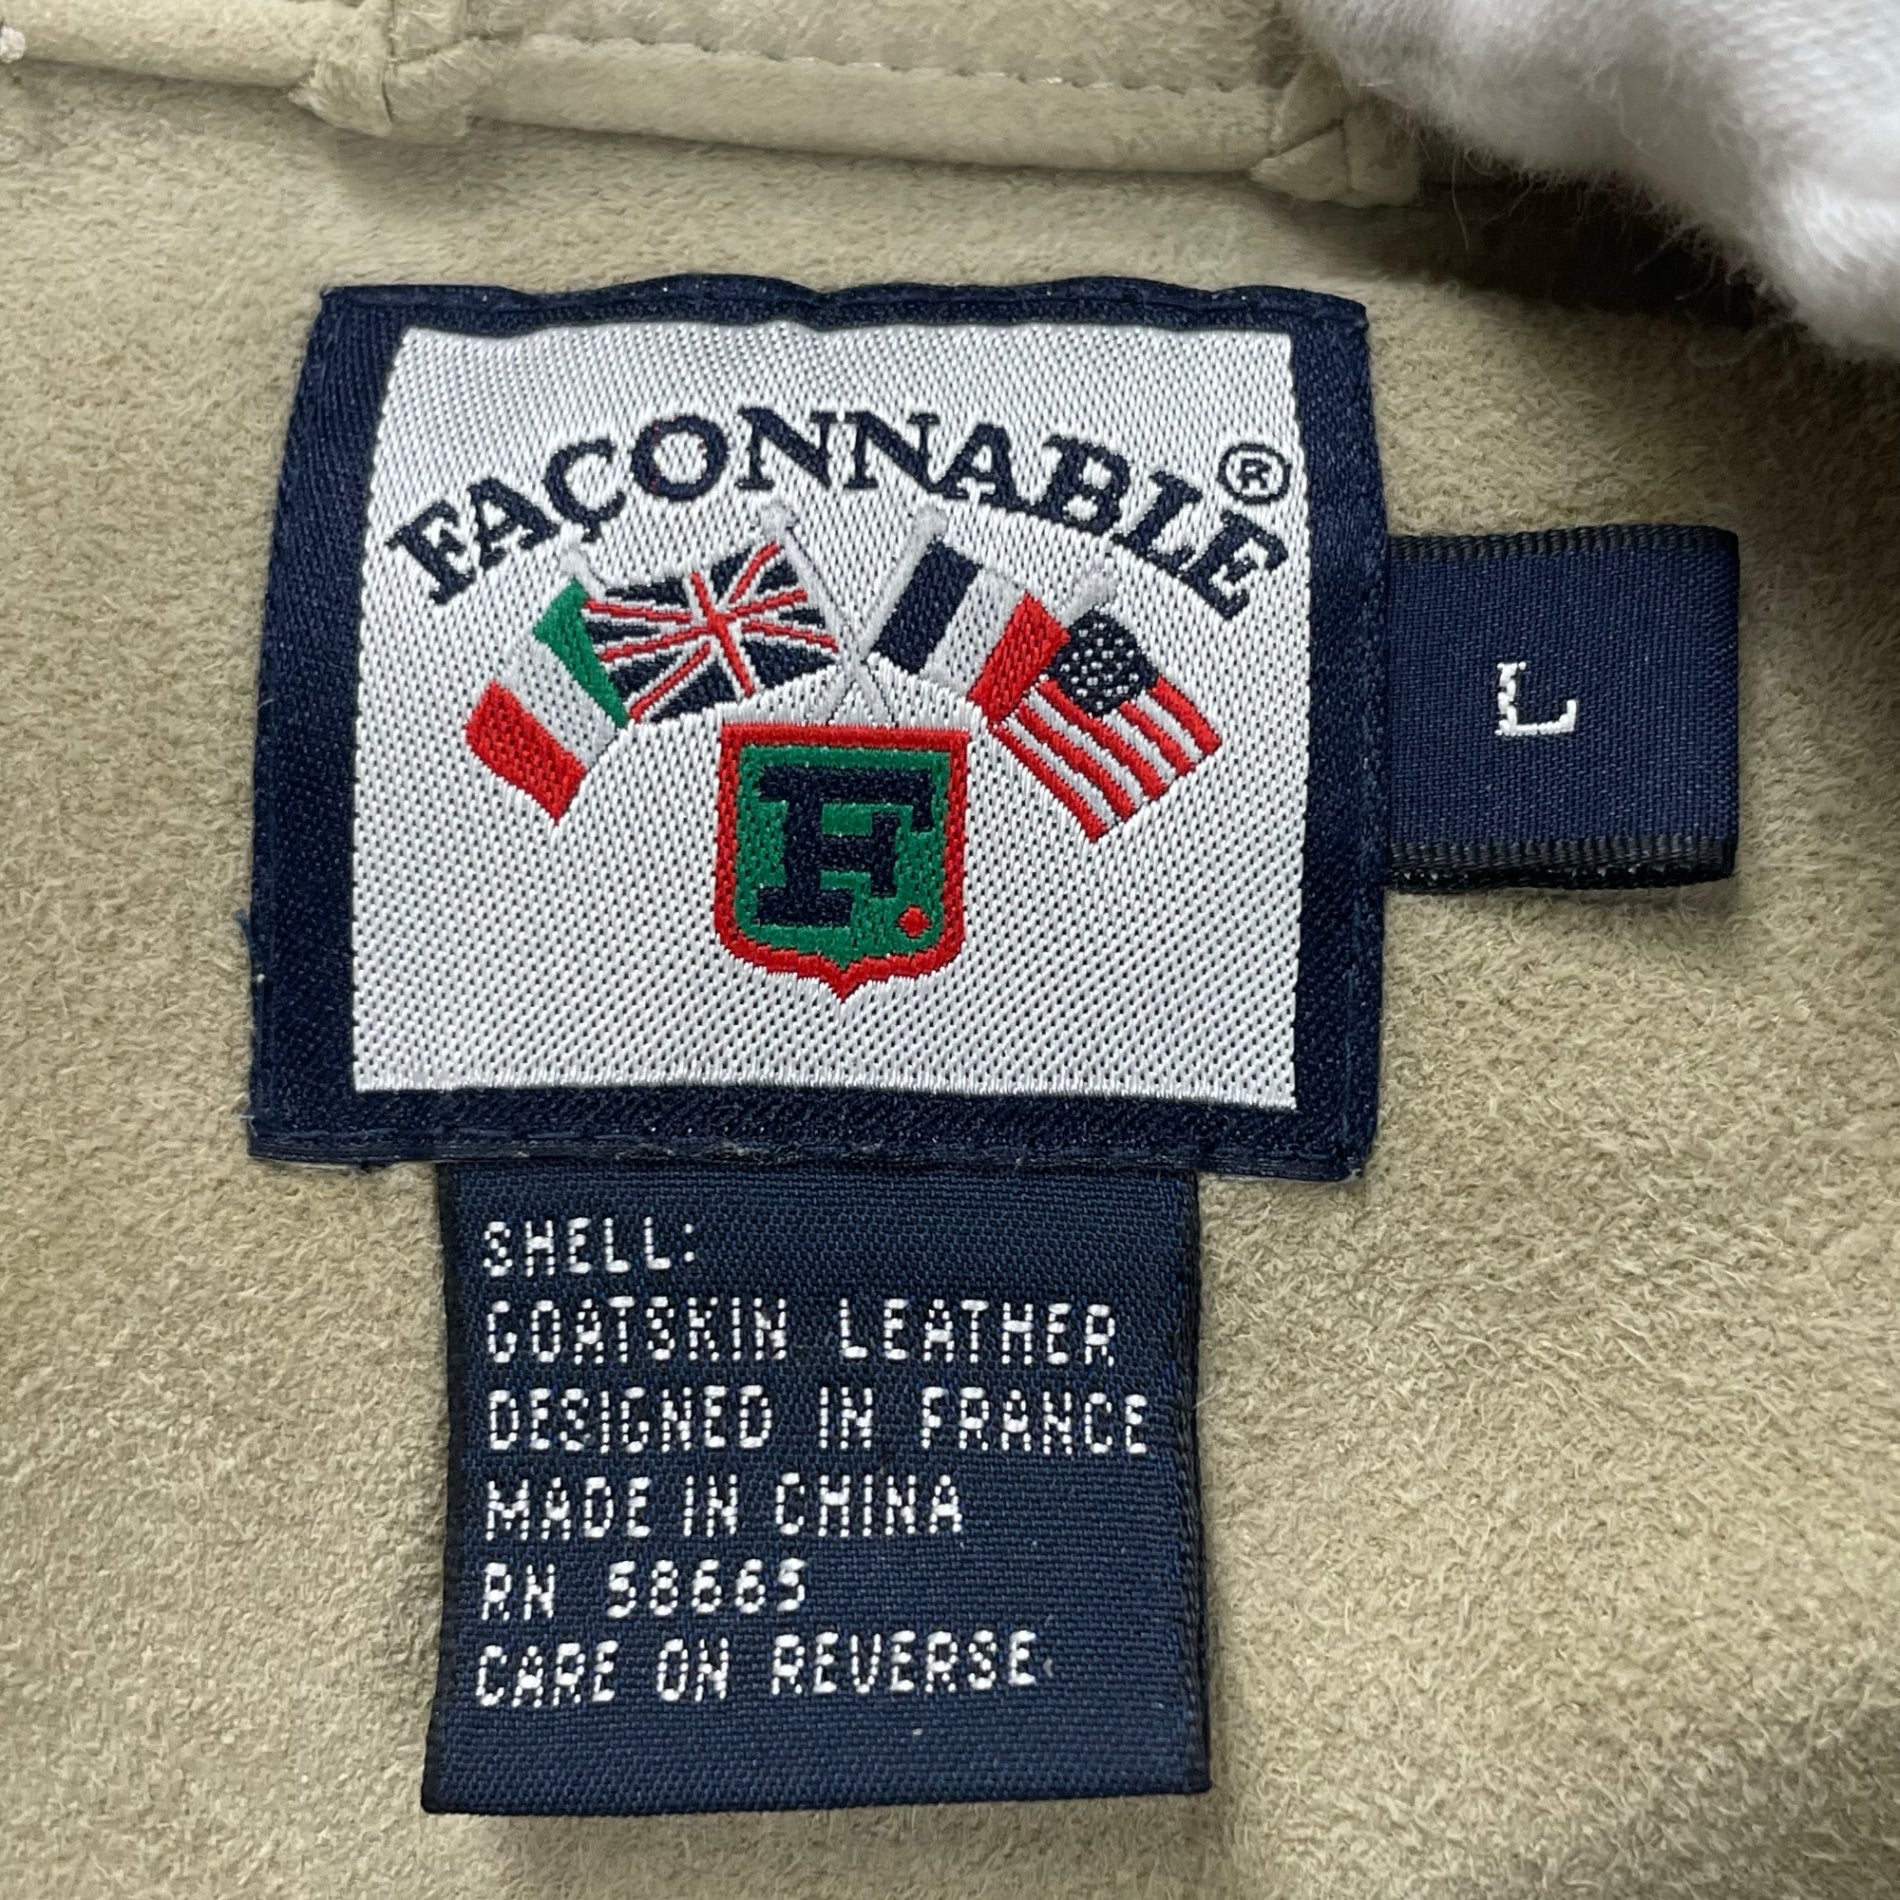 FAÇONNABLE®
F.
L
SHELL:
GOATSKIN LEATHER
DESIGNED IN FRANCE
MADE IN CHINA
RN 58665
CARE ON REVERSE